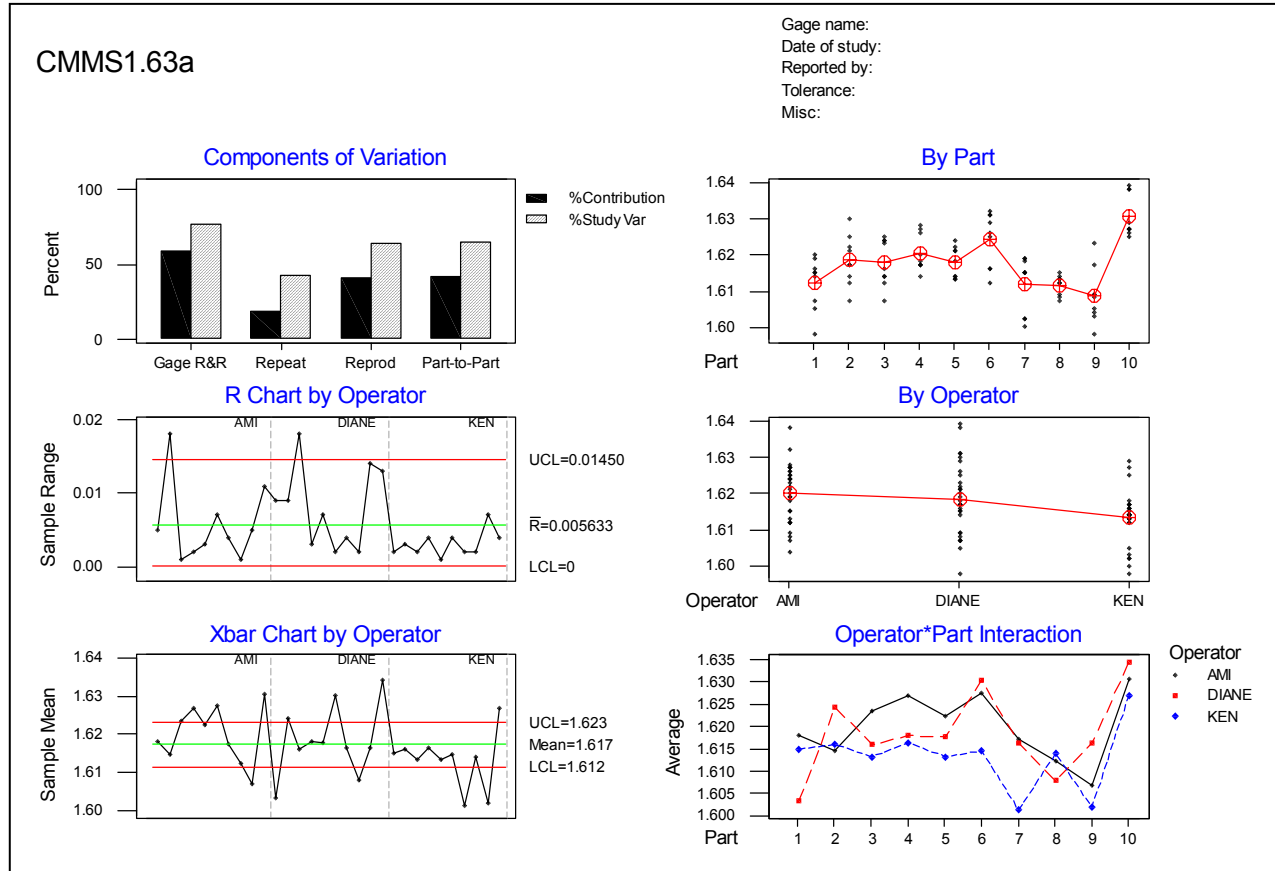 CMMS1.63a
Gage name:
Date of study:
Reported by:
Tolerance:
Misc:
Components of Variation
100
50
0
Percent
Gage R&R Repeat Reprod Part-to-Part
%Contribution
%Study Var
By Part
1.64
1.63
1.62
1.61
1.60
Part 1 2 3 4 5 6 7 8 9 10
R Chart by Operator
0.02
0.01
0.00
Sample Range
AMI DIANE KEN
UCL=0.01450
R̅=0.005633
LCL=0
By Operator
1.64
1.63
1.62
1.61
1.60
Operator AMI DIANE KEN
Xbar Chart by Operator
1.64
1.63
1.62
1.61
1.60
Sample Mean
AMI DIANE KEN
UCL=1.623
Mean=1.617
LCL=1.612
Operator*Part Interaction
1.635
1.630
1.625
1.620
1.615
1.610
1.605
1.600
Average
Part 1 2 3 4 5 6 7 8 9 10
Operator
AMI
DIANE
KEN